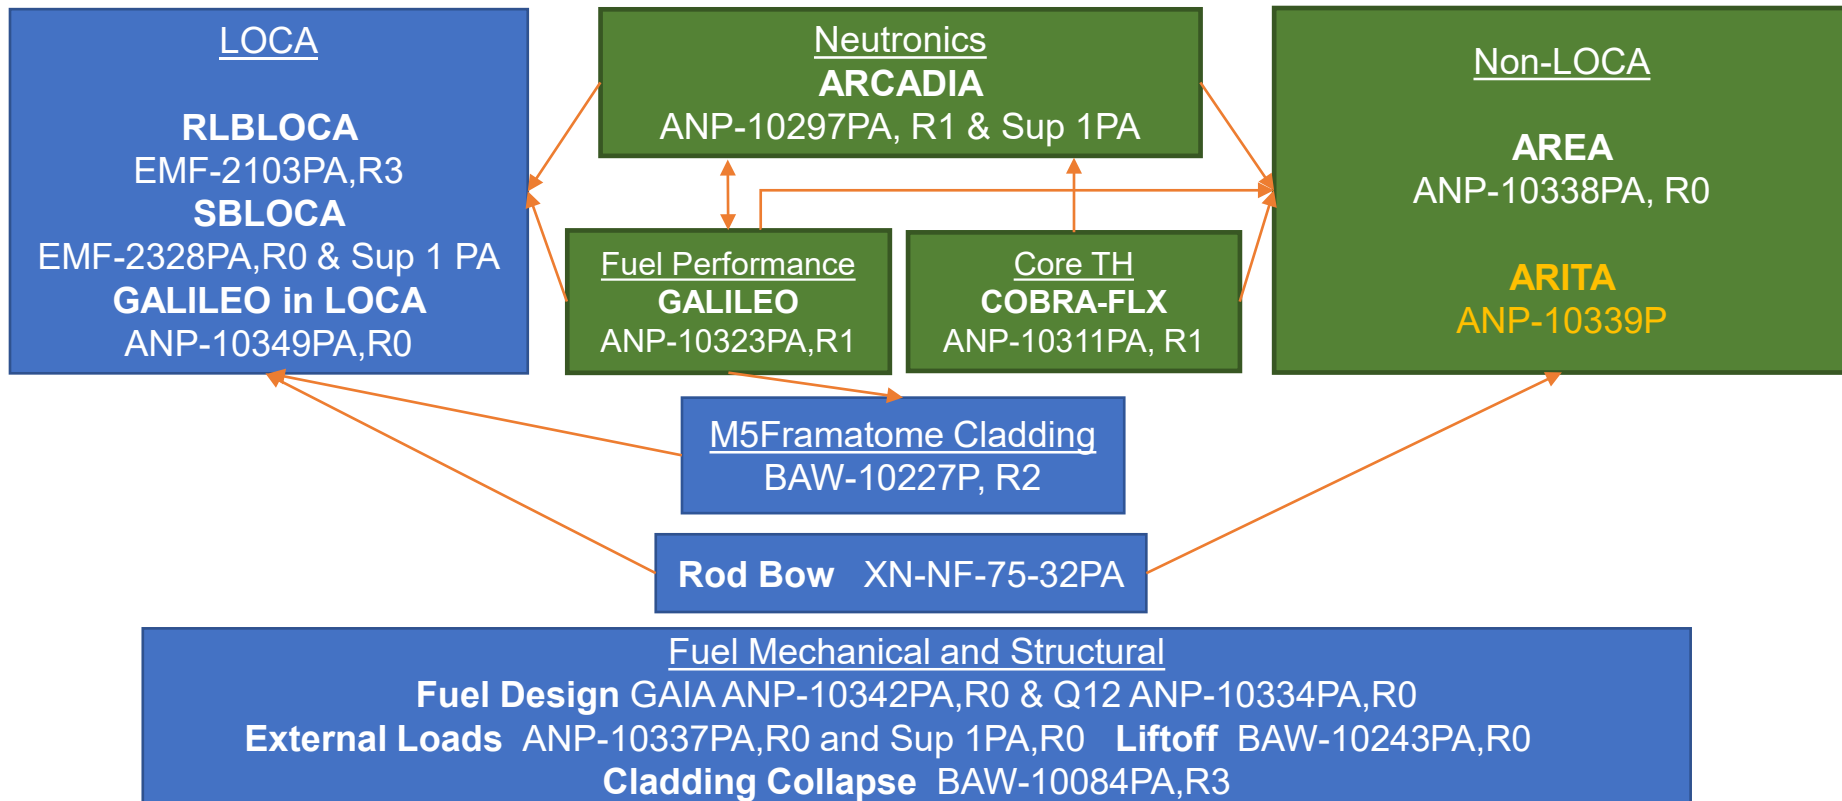 LOCA
RLBLOCA
EMF-2103PA,R3
SBLOCA
EMF-2328PA,R0 & Sup 1 PA
GALILEO in LOCA
ANP-10349PA,R0
Neutronics
ARCADIA
ANP-10297PA, R1 & Sup 1PA
Non-LOCA
AREA
ANP-10338PA, R0
ARITA
ANP-10339P
Fuel Performance
GALILEO
ANP-10323PA,R1
Core TH
COBRA-FLX
ANP-10311PA, R1
M5Framatome Cladding
BAW-10227P, R2
Rod Bow XN-NF-75-32PA
Fuel Mechanical and Structural
Fuel Design GAIA ANP-10342PA,R0 & Q12 ANP-10334PA,R0
External Loads ANP-10337PA,R0 and Sup 1PA,R0 Liftoff BAW-10243PA,R0
Cladding Collapse BAW-10084PA,R3